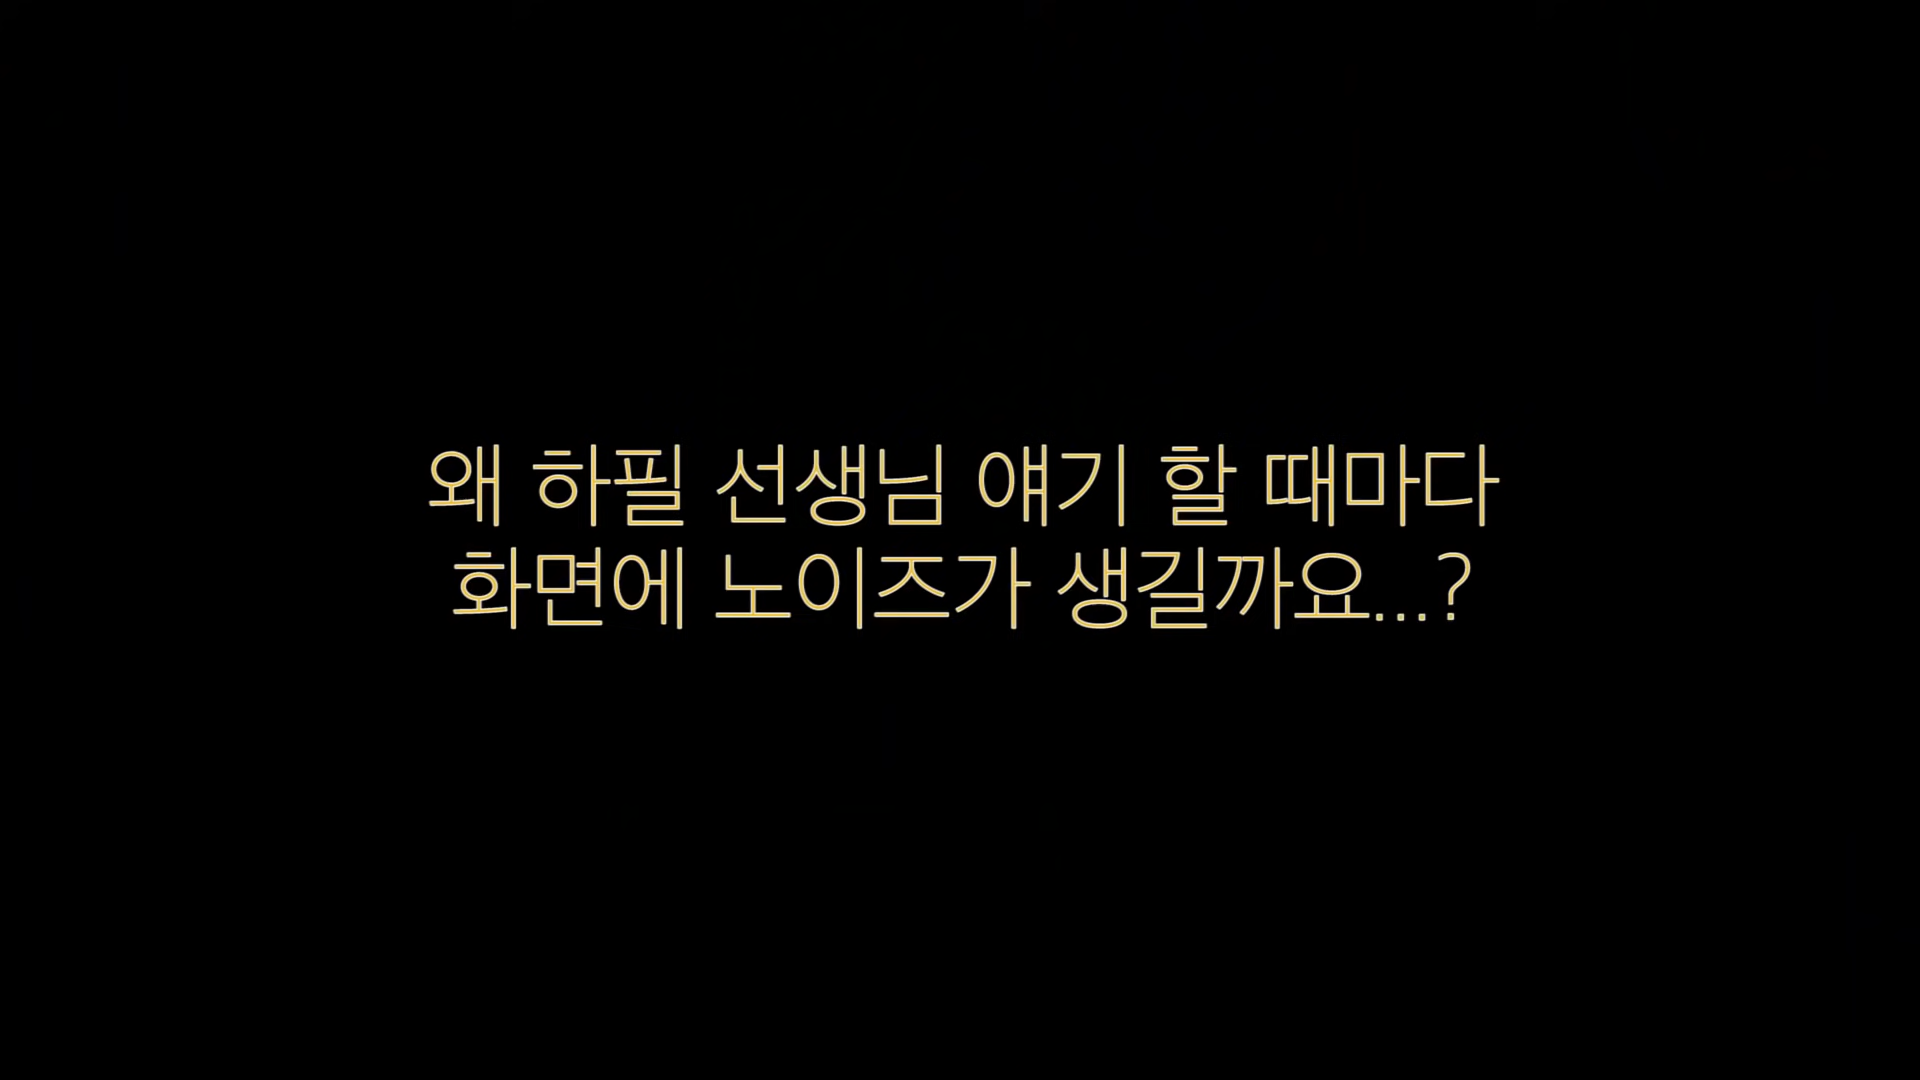 왜 하필 선생님 얘기 할 때마다
화면에 노이즈가 생길까요...?